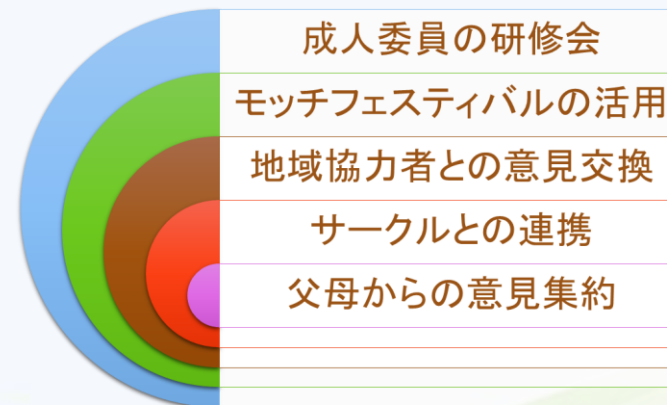 成人委員の研修会
モッチフェスティバルの活用
地域協力者との意見交換
サークルとの連携
父母からの意見集約